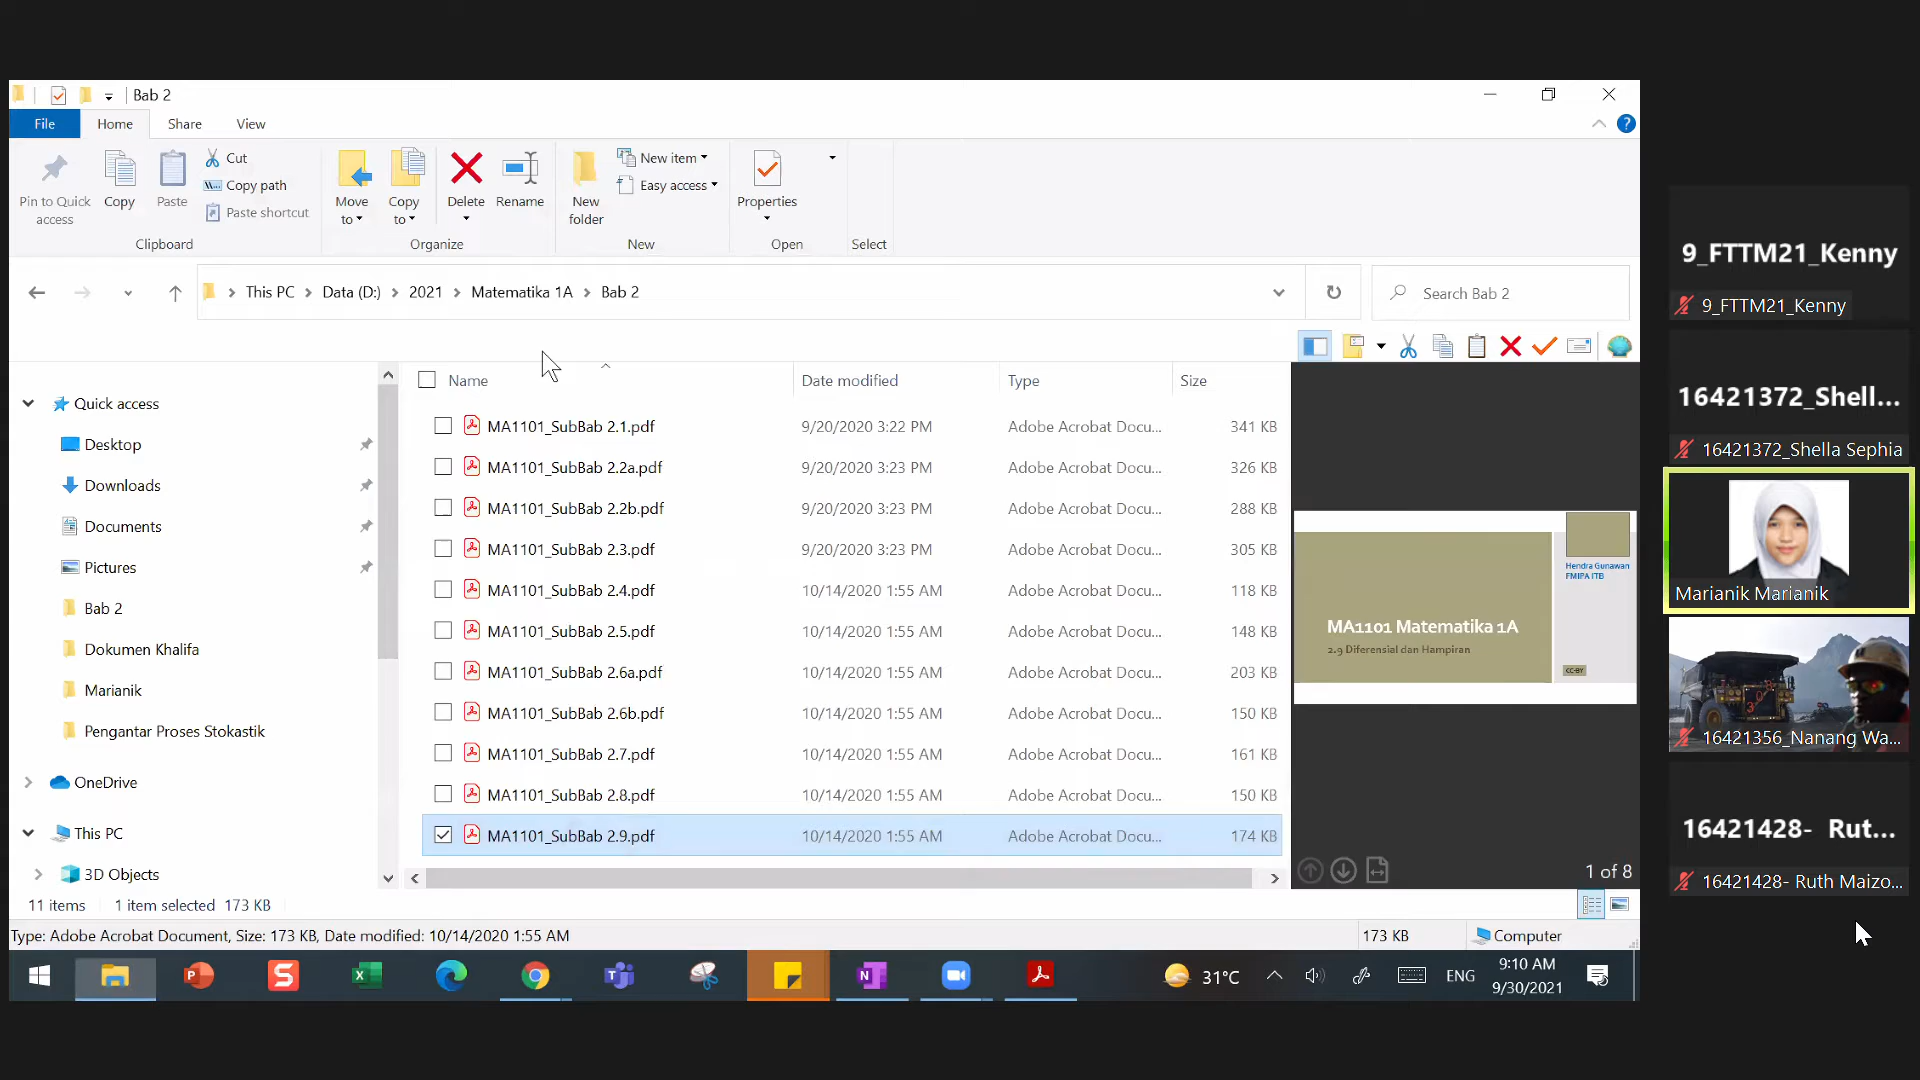 Bab 2
File Home Share View
Pin to Quick access
Copy
Paste
Cut
Copy path
Paste shortcut
Clipboard
Move to
Copy to
Delete
Rename
Organize
New folder
New item
Easy access
New
Properties
Open
Select
This PC Data (D:) 2021 Matematika 1A Bab 2
Search Bab 2
Quick access
Desktop
Downloads
Documents
Pictures
Bab 2
Dokumen Khalifa
Marianik
Pengantar Proses Stokastik
OneDrive
This PC
3D Objects
Name Date modified Type Size
MA1101_SubBab 2.1.pdf 9/20/2020 3:22 PM Adobe Acrobat Docu... 341 KB
MA1101_SubBab 2.2a.pdf 9/20/2020 3:23 PM Adobe Acrobat Docu... 326 KB
MA1101_SubBab 2.2b.pdf 9/20/2020 3:23 PM Adobe Acrobat Docu... 288 KB
MA1101_SubBab 2.3.pdf 9/20/2020 3:23 PM Adobe Acrobat Docu... 305 KB
MA1101_SubBab 2.4.pdf 10/14/2020 1:55 AM Adobe Acrobat Docu... 118 KB
MA1101_SubBab 2.5.pdf 10/14/2020 1:55 AM Adobe Acrobat Docu... 148 KB
MA1101_SubBab 2.6a.pdf 10/14/2020 1:55 AM Adobe Acrobat Docu... 203 KB
MA1101_SubBab 2.6b.pdf 10/14/2020 1:55 AM Adobe Acrobat Docu... 150 KB
MA1101_SubBab 2.7.pdf 10/14/2020 1:55 AM Adobe Acrobat Docu... 161 KB
MA1101_SubBab 2.8.pdf 10/14/2020 1:55 AM Adobe Acrobat Docu... 150 KB
MA1101_SubBab 2.9.pdf 10/14/2020 1:55 AM Adobe Acrobat Docu... 174 KB
Hendra Gunawan
FMIPA ITB
MA1101 Matematika 1A
2.9 Diferensial dan Hampiran
CC-BY
1 of 8
11 items 1 item selected 173 KB
Type: Adobe Acrobat Document, Size: 173 KB, Date modified: 10/14/2020 1:55 AM 173 KB Computer
31°C ENG 9:10 AM
9/30/2021
9_FTTM21_Kenny
9_FTTM21_Kenny
16421372_Shell...
16421372_Shella Sephia
Marianik Marianik
16421356_Nanang Wa...
16421428- Rut...
16421428- Ruth Maizo...